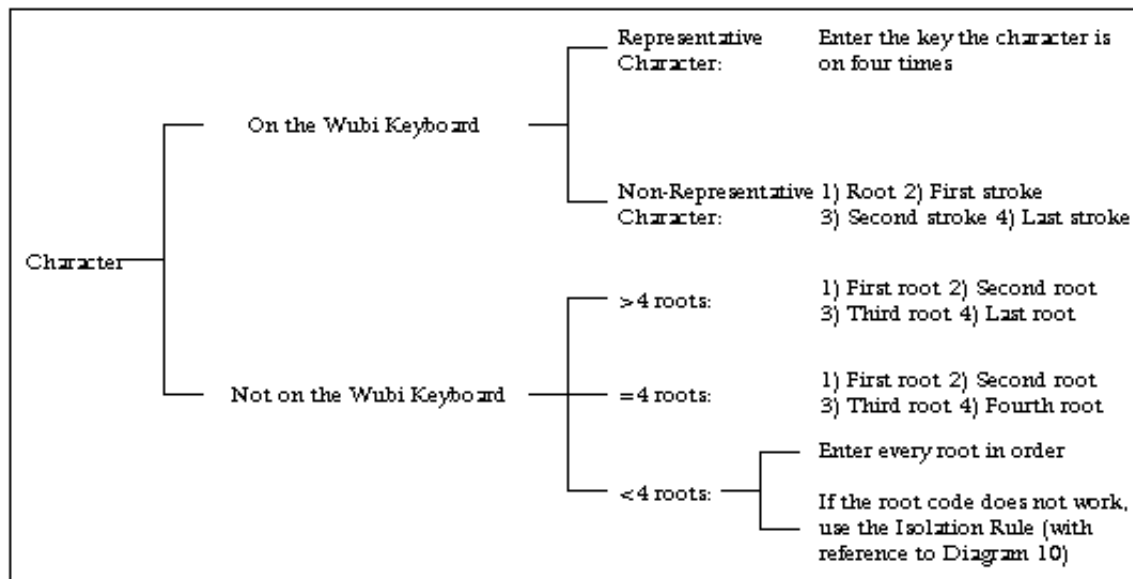 Representative Character: Enter the key the character is on four times
On the Wubi Keyboard
Non-Representative Character: 1) Root 2) First stroke
3) Second stroke 4) Last stroke
Character
>4 roots: 1) First root 2) Second root
3) Third root 4) Last root
Not on the Wubi Keyboard
=4 roots: 1) First root 2) Second root
3) Third root 4) Fourth root
<4 roots: Enter every root in order
If the root code does not work,
use the Isolation Rule (with
reference to Diagram 10)